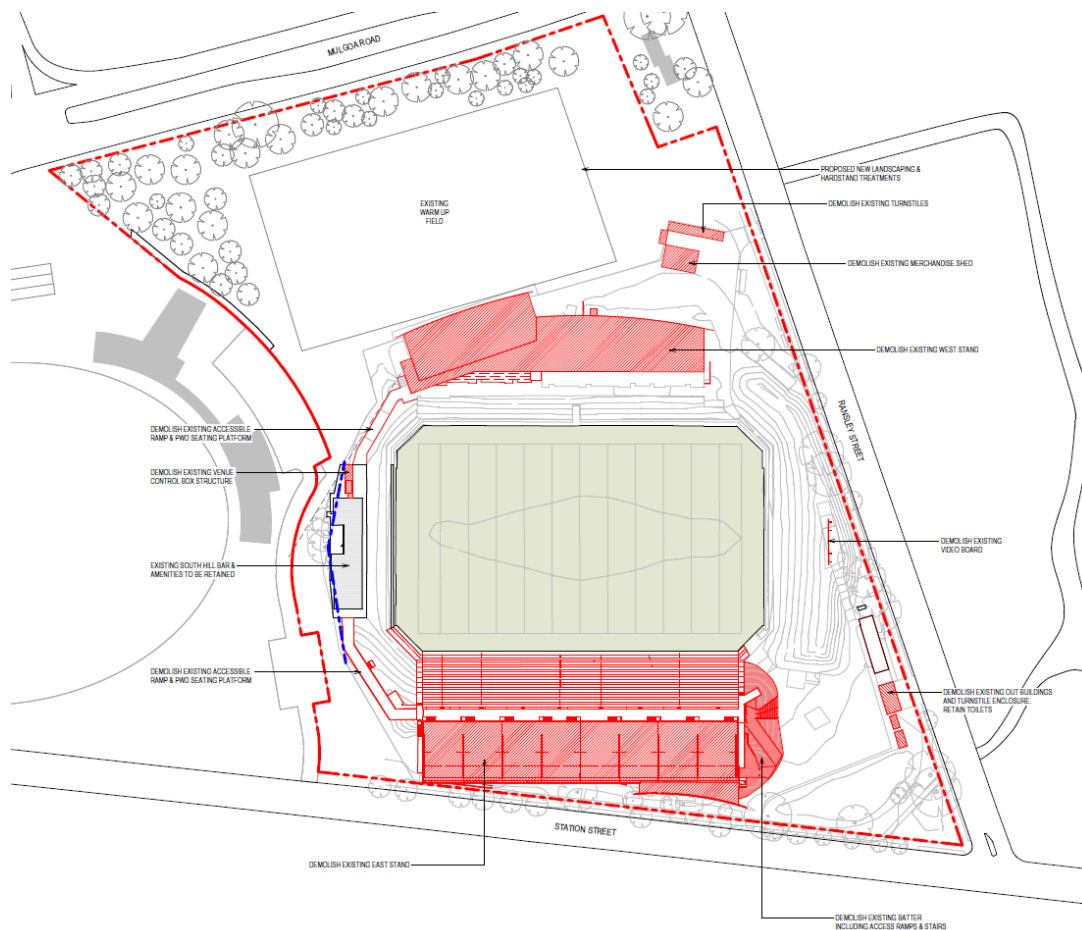 MULGOA ROAD
PROPOSED NEW LANDSCAPING &
HARDSTAND TREATMENTS
DEMOLISH EXISTING TURNSTILES
EXISTING
WARM UP
FIELD
DEMOLISH EXISTING MERCHANDISE SHED
DEMOLISH EXISTING WEST STAND
RANSLEY STREET
DEMOLISH EXISTING ACCESSIBLE
RAMP & PWD SEATING PLATFORM
DEMOLISH EXISTING VENUE
CONTROL BOX STRUCTURE
DEMOLISH EXISTING
VIDEO BOARD
EXISTING SOUTH HILL BAR &
AMENITIES TO BE RETAINED
DEMOLISH EXISTING ACCESSIBLE
RAMP & PWD SEATING PLATFORM
DEMOLISH EXISTING OUT BUILDINGS
AND TURNSTILE ENCLOSURE.
RETAIN TOILETS
STATION STREET
DEMOLISH EXISTING EAST STAND
DEMOLISH EXISTING BATTER
INCLUDING ACCESS RAMPS & STAIRS